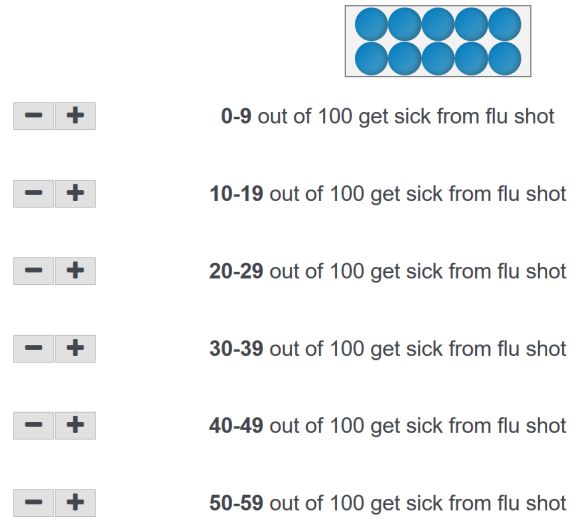 0-9 out of 100 get sick from flu shot
10-19 out of 100 get sick from flu shot
20-29 out of 100 get sick from flu shot
30-39 out of 100 get sick from flu shot
40-49 out of 100 get sick from flu shot
50-59 out of 100 get sick from flu shot